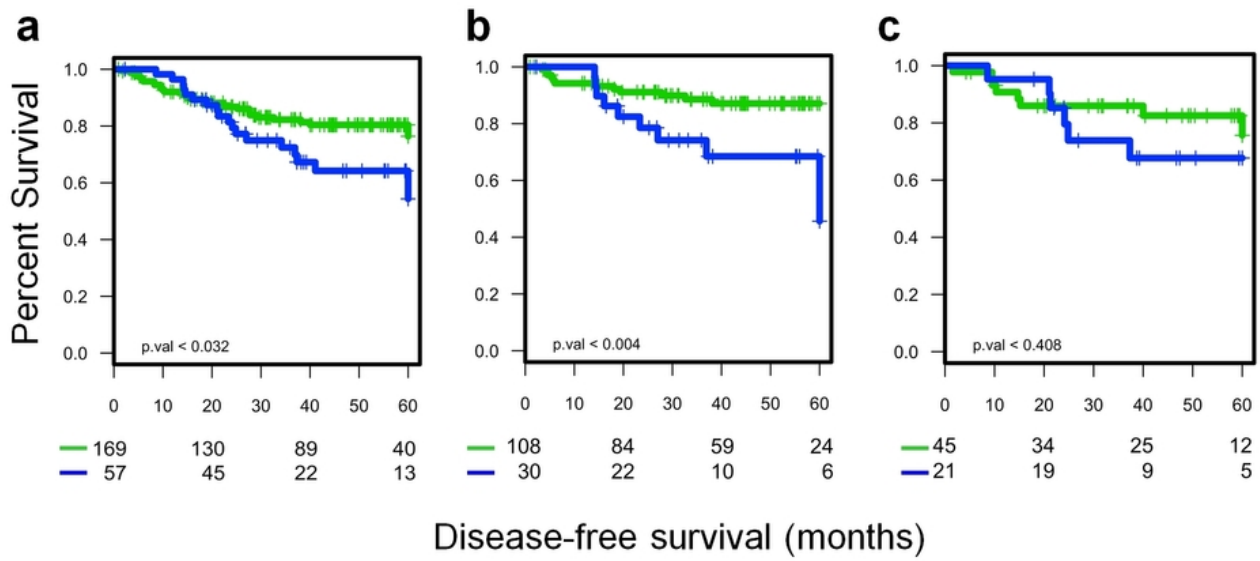 a
b
c
Percent Survival
1.0
0.8
0.6
0.4
0.2
0.0
p.val < 0.032
0 10 20 30 40 50 60
169 130 89 40
57 45 22 13
1.0
0.8
0.6
0.4
0.2
0.0
p.val < 0.004
0 10 20 30 40 50 60
108 84 59 24
30 22 10 6
1.0
0.8
0.6
0.4
0.2
0.0
p.val < 0.408
0 10 20 30 40 50 60
45 34 25 12
21 19 9 5
Disease-free survival (months)